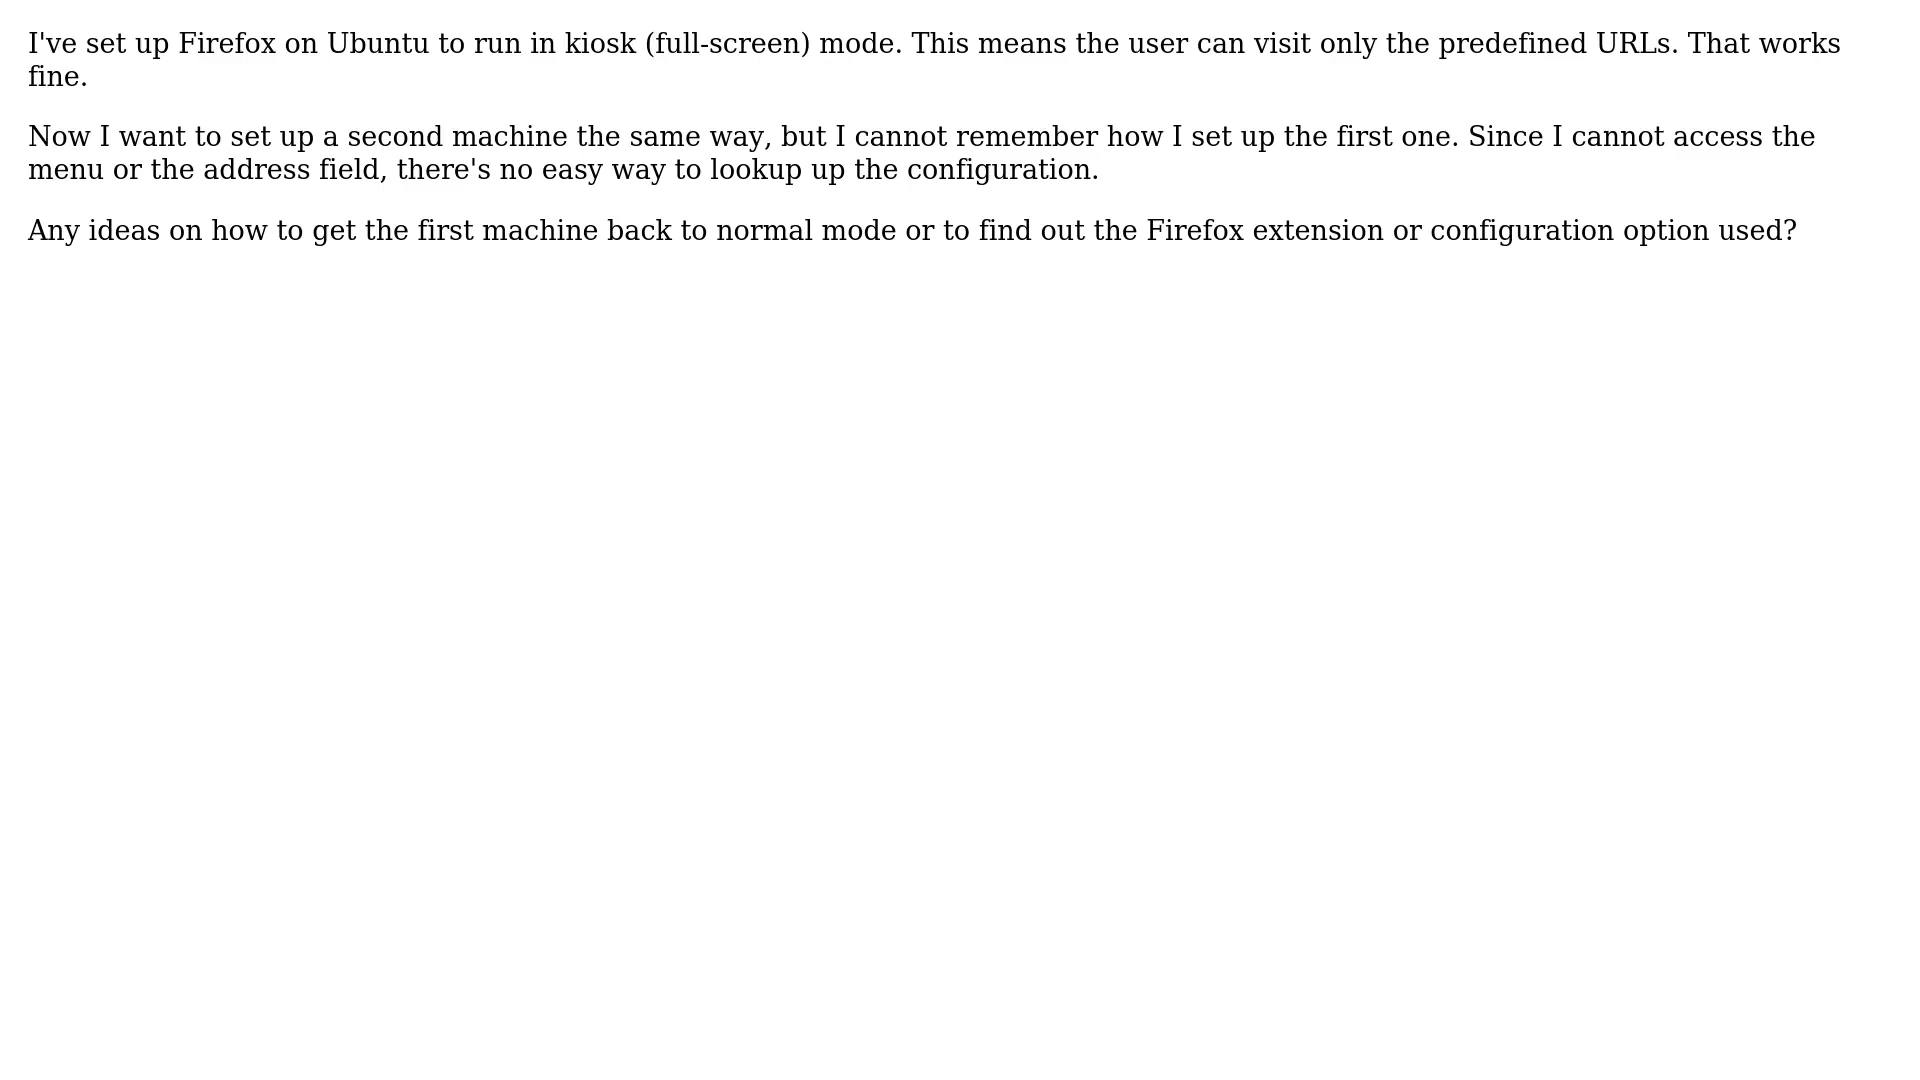 I've set up Firefox on Ubuntu to run in kiosk (full-screen) mode. This means the user can visit only the predefined URLs. That works
fine.
Now I want to set up a second machine the same way, but I cannot remember how I set up the first one. Since I cannot access the
menu or the address field, there's no easy way to lookup up the configuration.
Any ideas on how to get the first machine back to normal mode or to find out the Firefox extension or configuration option used?